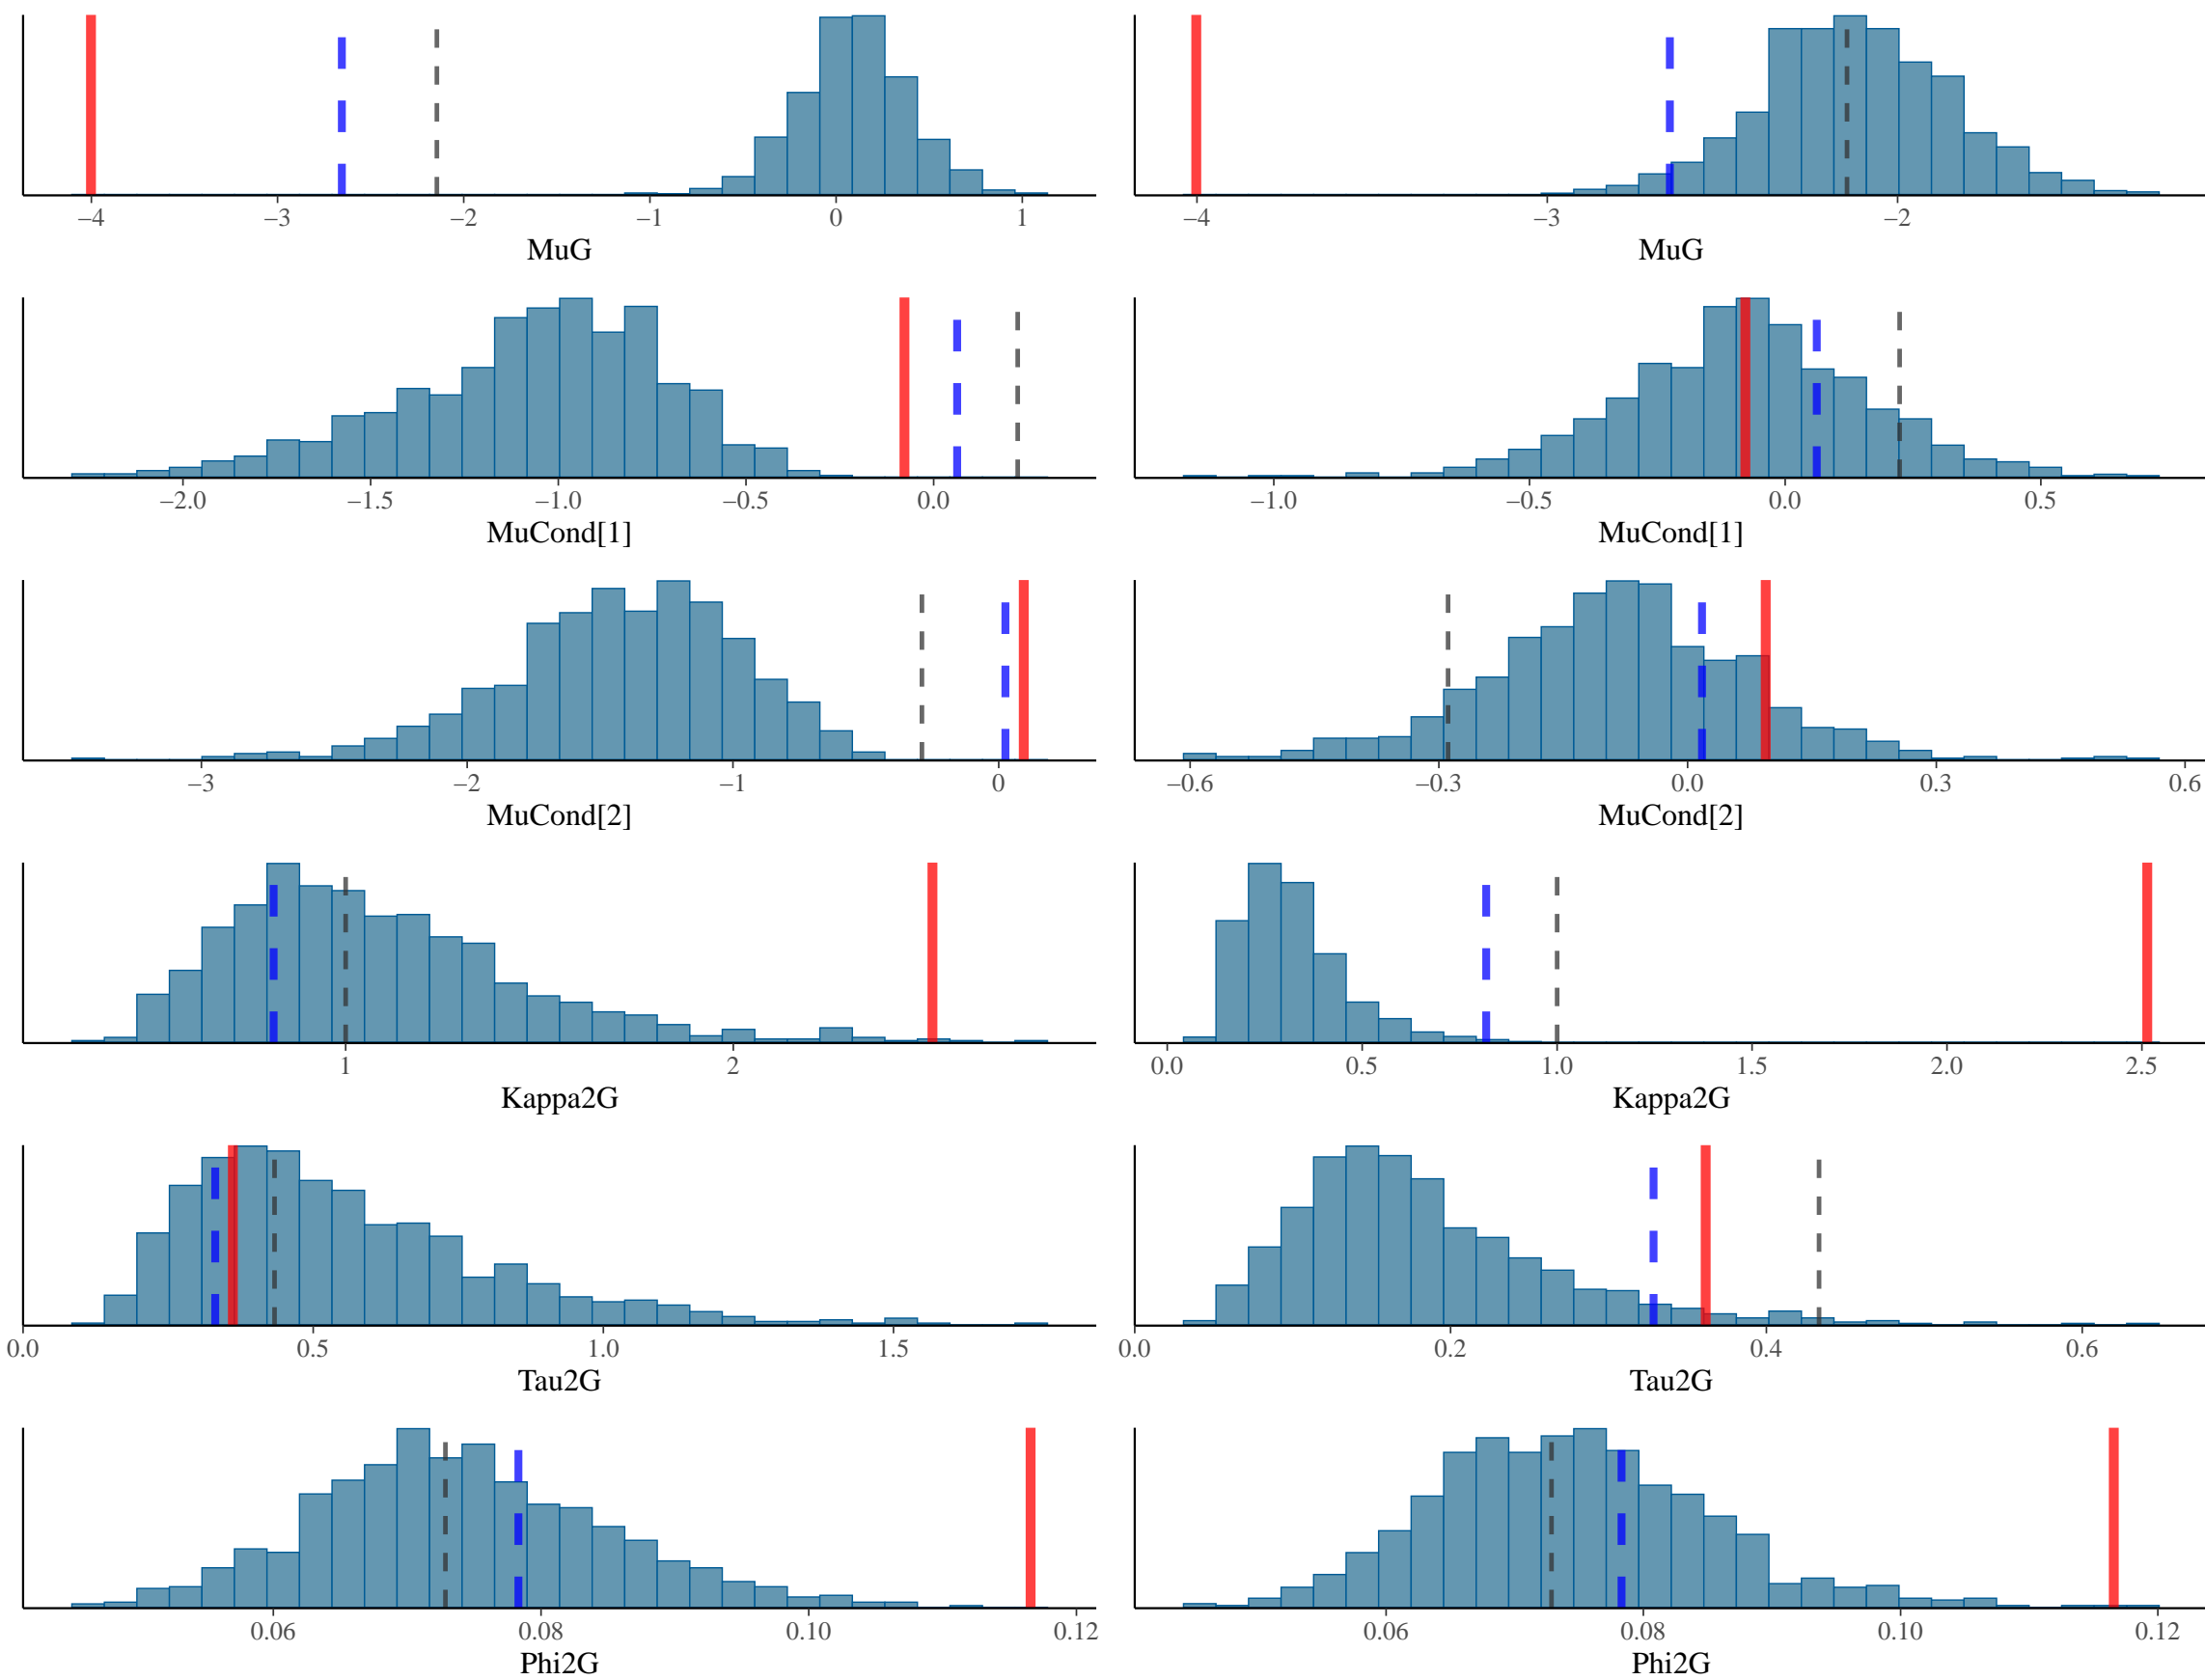 −4 −3 −2 −1 0 1
MuG
−4 −3 −2
MuG
−2.0 −1.5 −1.0 −0.5 0.0
MuCond[1]
−1.0 −0.5 0.0 0.5
MuCond[1]
−3 −2 −1 0
MuCond[2]
−0.6 −0.3 0.0 0.3 0.6
MuCond[2]
1 2
Kappa2G
0.0 0.5 1.0 1.5 2.0 2.5
Kappa2G
0.0 0.5 1.0 1.5
Tau2G
0.0 0.2 0.4 0.6
Tau2G
0.06 0.08 0.10 0.12
Phi2G
0.06 0.08 0.10 0.12
Phi2G